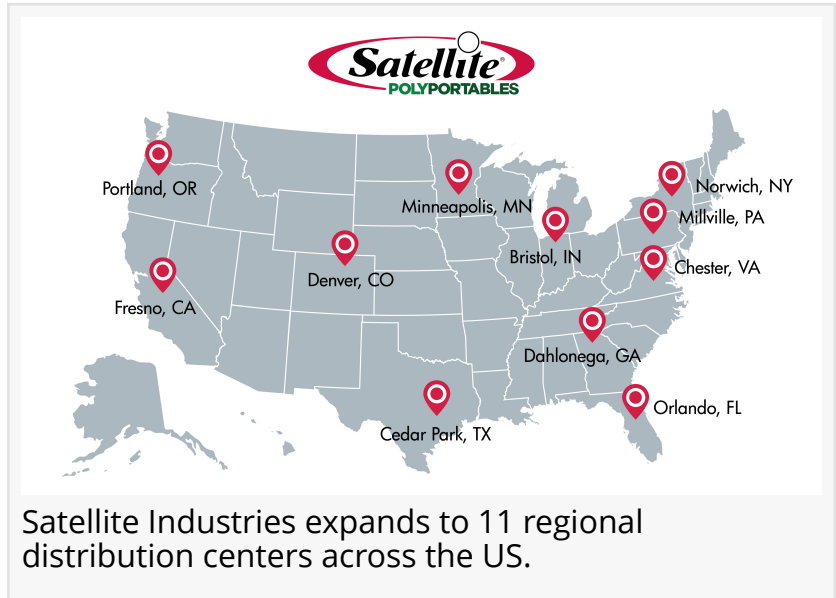 Satellite®
POLYPORTABLES
Portland, OR
Minneapolis, MN
Norwich, NY
Millville, PA
Bristol, IN
Chester, VA
Denver, CO
Fresno, CA
Dahlonega, GA
Orlando, FL
Cedar Park, TX
Satellite Industries expands to 11 regional
distribution centers across the US.